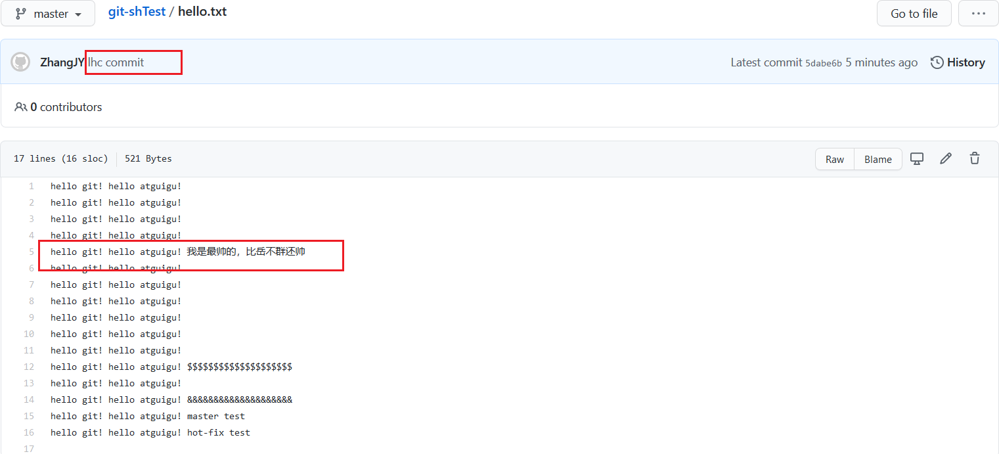 master git-shTest / hello.txt Go to file ...
ZhangJY lhc commit Latest commit 5dabe6b 5 minutes ago History
0 contributors
17 lines (16 sloc) 521 Bytes Raw Blame
1 hello git! hello atguigu!
2 hello git! hello atguigu!
3 hello git! hello atguigu!
4 hello git! hello atguigu!
5 hello git! hello atguigu! 我是最帅的，比岳不群还帅
6 hello git! hello atguigu!
7 hello git! hello atguigu!
8 hello git! hello atguigu!
9 hello git! hello atguigu!
10 hello git! hello atguigu!
11 hello git! hello atguigu!
12 hello git! hello atguigu! $$$$$$$$$$$$$$$$$$$$
13 hello git! hello atguigu!
14 hello git! hello atguigu! &&&&&&&&&&&&&&&&&&&&
15 hello git! hello atguigu! master test
16 hello git! hello atguigu! hot-fix test
17